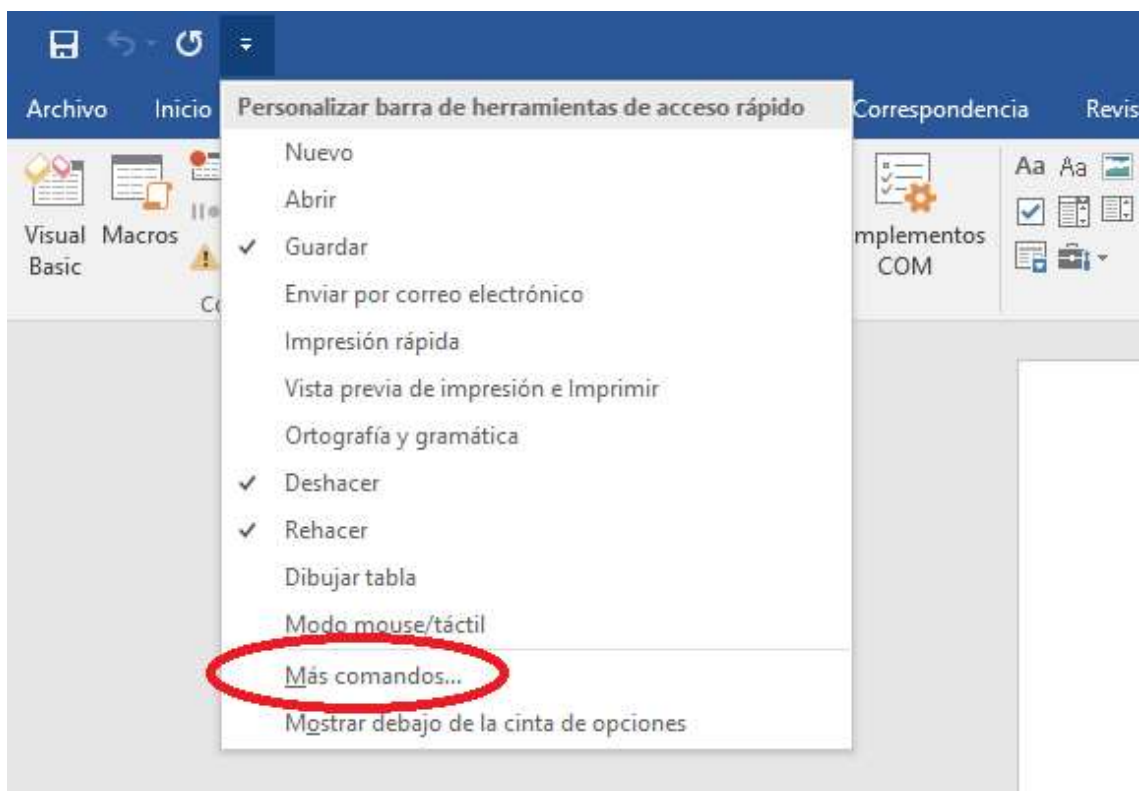 Archivo Inicio Personalizar barra de herramientas de acceso rápido Correspondencia Revis
Nuevo
Abrir
Guardar
Enviar por correo electrónico
Impresión rápida
Vista previa de impresión e Imprimir
Ortografía y gramática
Deshacer
Rehacer
Dibujar tabla
Modo mouse/táctil
Más comandos...
Mostrar debajo de la cinta de opciones
Visual Basic
Macros
mplementos
COM
Aa Aa